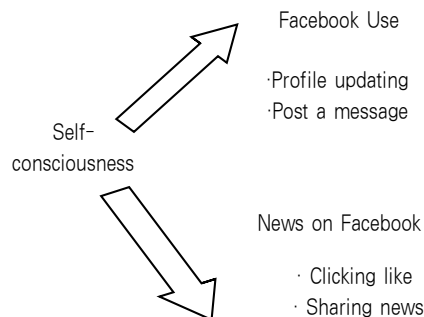 Facebook Use
·Profile updating
·Post a message
Self-
consciousness
News on Facebook
· Clicking like
· Sharing news